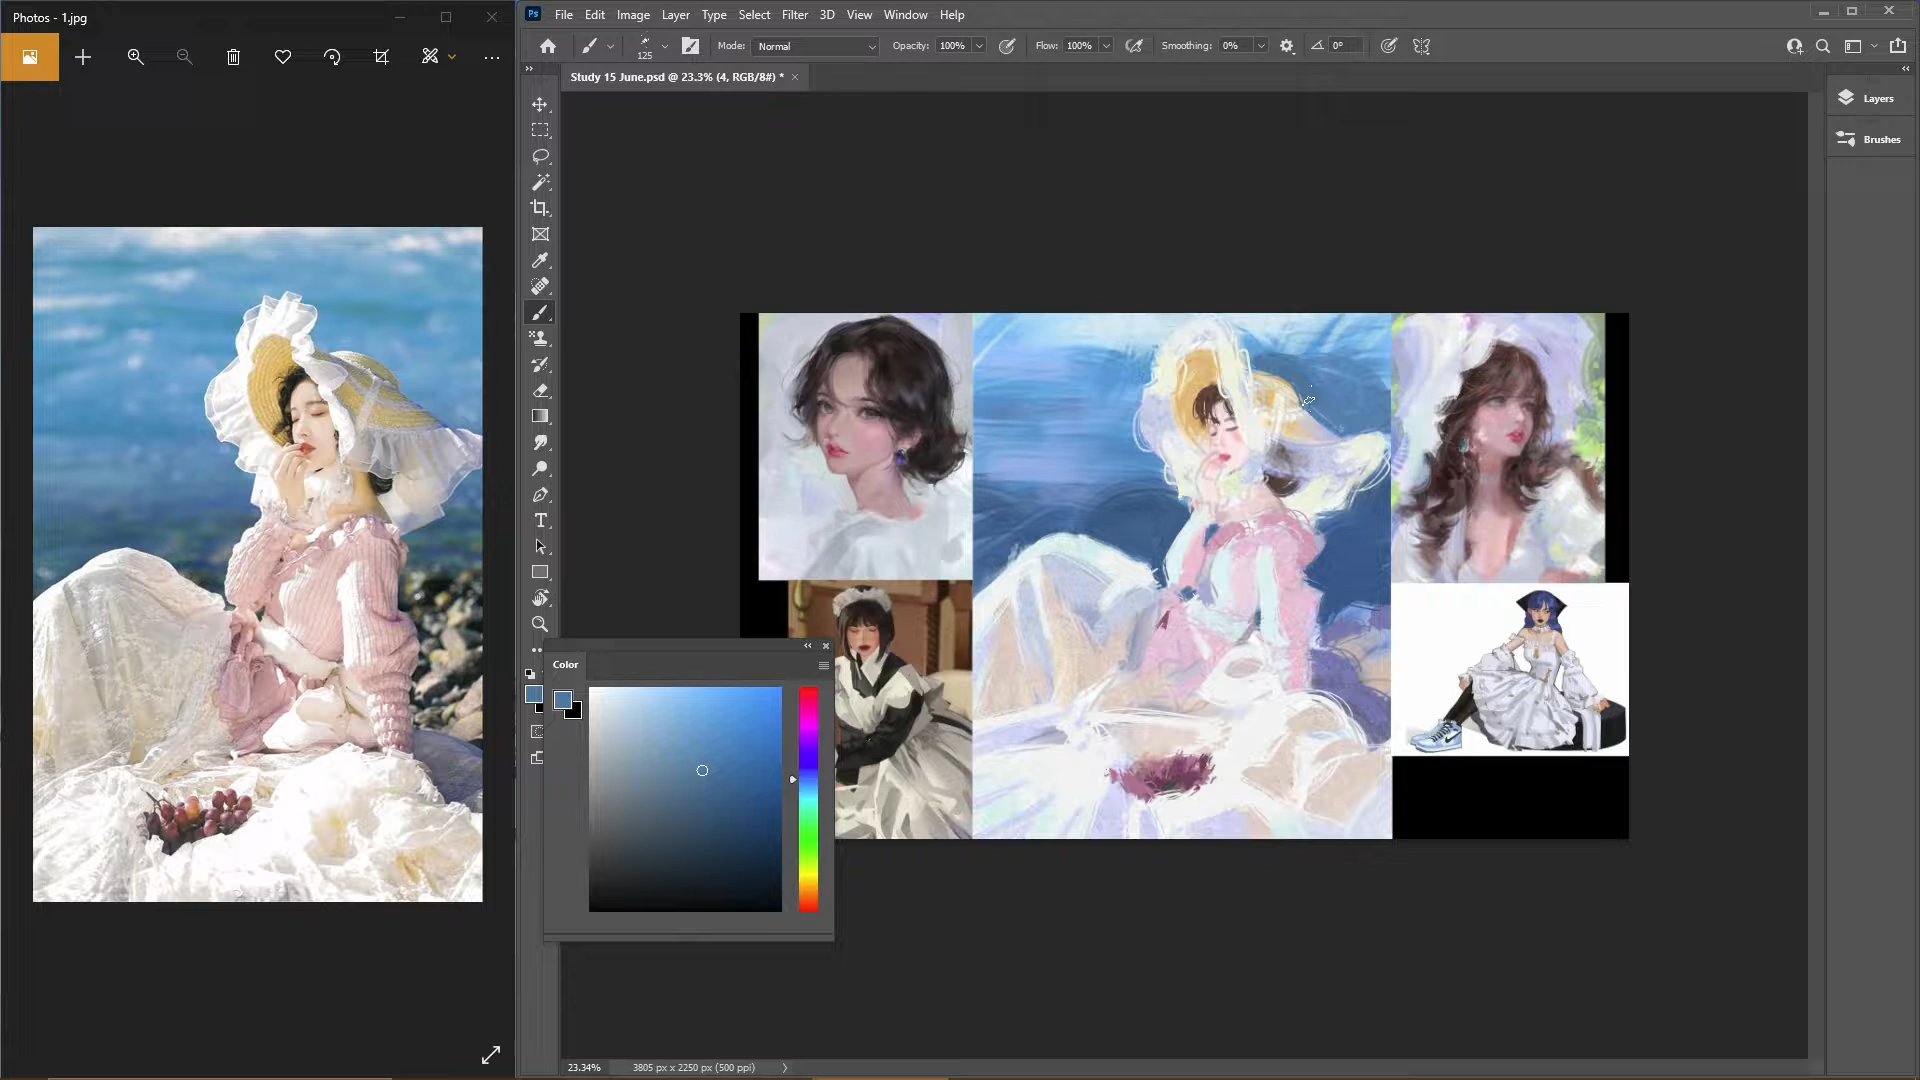 Photos - 1.jpg
Ps File Edit Image Layer Type Select Filter 3D View Window Help
125 Mode: Normal Opacity: 100% Flow: 100% Smoothing: 0% 0°
Study 15 June.psd @ 23.3% (4, RGB/8#) *
Layers
Brushes
Color
23.34% 3805 px x 2250 px (500 ppi)